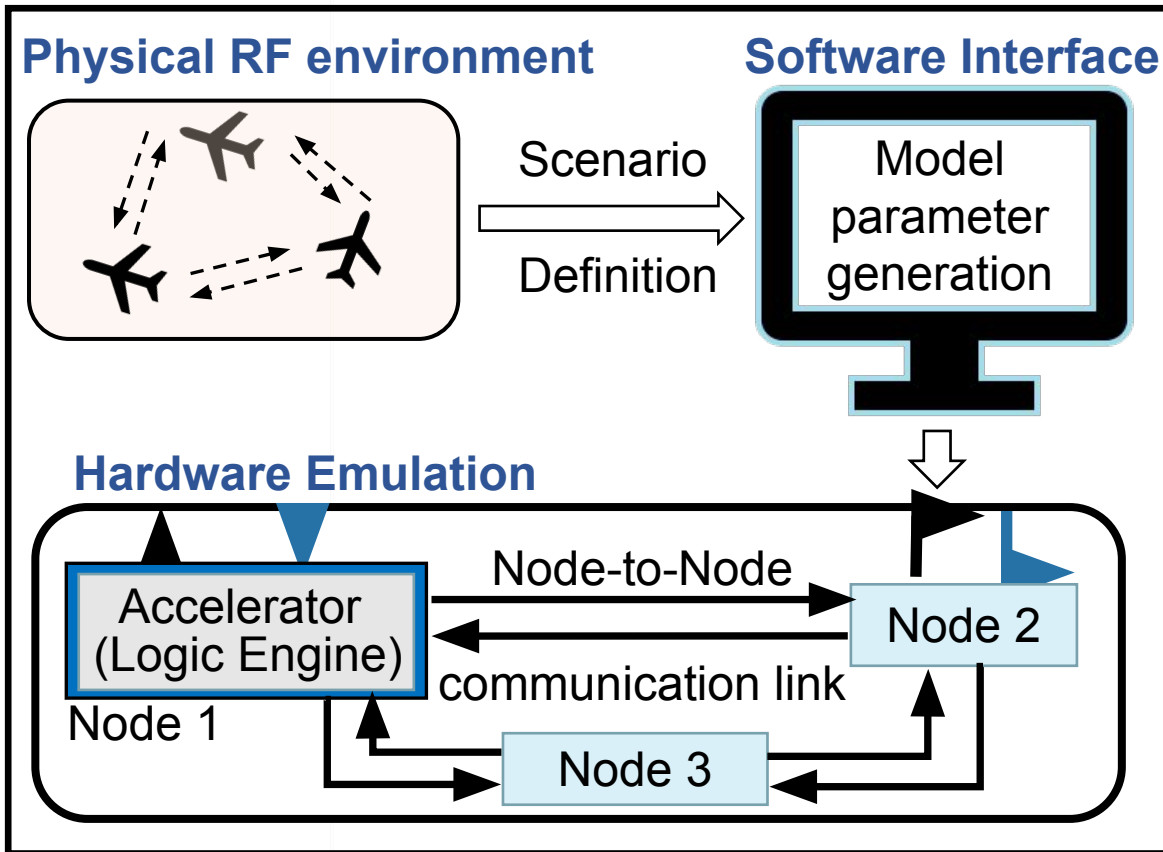 Physical RF environment
Software Interface
Scenario
Definition
Model
parameter
generation
Hardware Emulation
Node-to-Node
communication link
Accelerator
(Logic Engine)
Node 1
Node 2
Node 3